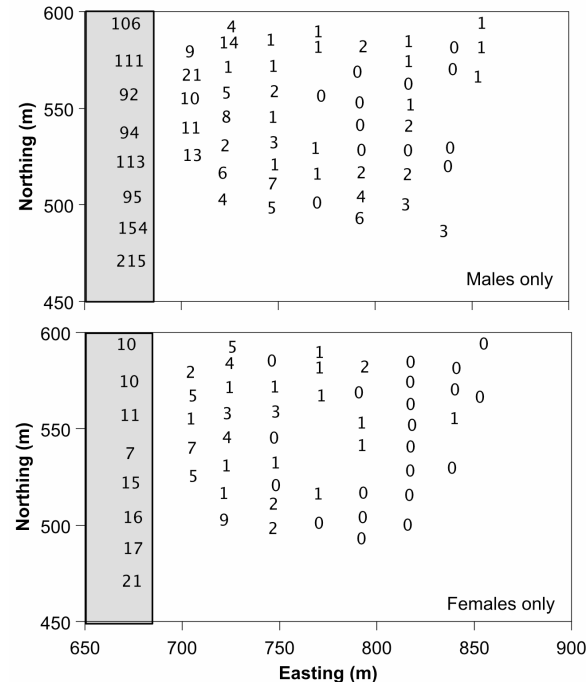 600
106 4 1
1
14 1 1 2 1 0 1
9
111 1 1 0 1 0
21 1
92 10 5 2 0 0
0 1
550
8 1 0 2
94 11
2 3 1 0 0 0
113 13 1 0
6 7 1 2 2
95 4 5 0 4 3
500
6
154 3
215
450
Northing (m)
Males only
600
10 5 1 0
4 0 1 2 0 0
2
10 1 1 0 0
5 1 0 0
11 1 3 3 0 1
550
1 0
4 0 1 0
7 7
5 1 1 0 0
15 0
1 2 1 0 0
16 9 2 0 0 0
500
0
17
21
450
Northing (m)
Females only
650 700 750 800 850 900
Easting (m)